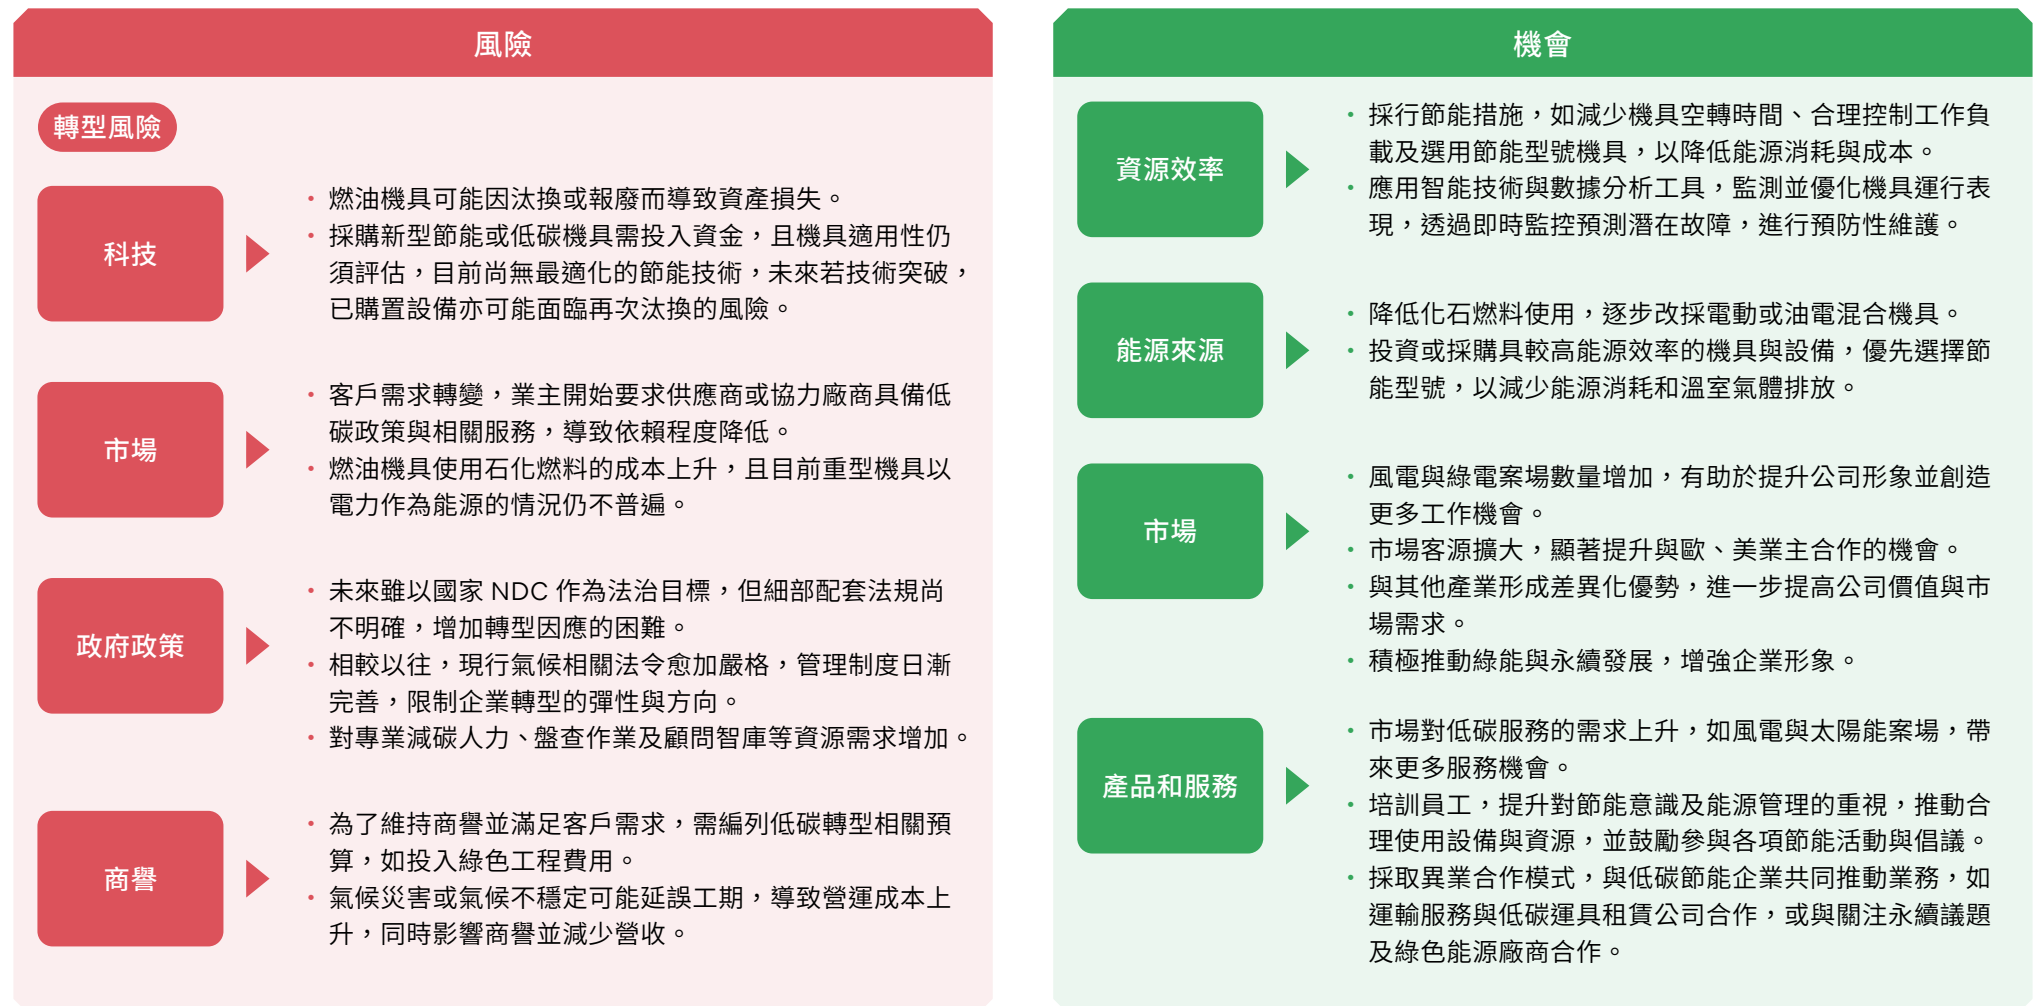 風險
轉型風險
科技
・燃油機具可能因汰換或報廢而導致資產損失。
・採購新型節能或低碳機具需投入資金，且機具適用性仍
須評估，目前尚無最適化的節能技術，未來若技術突破，
已購置設備亦可能面臨再次汰換的風險。
市場
・客戶需求轉變，業主開始要求供應商或協力廠商具備低
碳政策與相關服務，導致依賴程度降低。
・燃油機具使用石化燃料的成本上升，且目前重型機具以
電力作為能源的情況仍不普遍。
政府政策
・未來雖以國家 NDC 作為法治目標，但細部配套法規尚
不明確，增加轉型因應的困難。
・相較以往，現行氣候相關法令愈加嚴格，管理制度日漸
完善，限制企業轉型的彈性與方向。
・對專業減碳人力、盤查作業及顧問智庫等資源需求增加。
商譽
・為了維持商譽並滿足客戶需求，需編列低碳轉型相關預
算，如投入綠色工程費用。
・氣候災害或氣候不穩定可能延誤工期，導致營運成本上
升，同時影響商譽並減少營收。
機會
資源效率
・採行節能措施，如減少機具空轉時間、合理控制工作負
載及選用節能型號機具，以降低能源消耗與成本。
・應用智能技術與數據分析工具，監測並優化機具運行表
現，透過即時監控預測潛在故障，進行預防性維護。
能源來源
・降低化石燃料使用，逐步改採電動或油電混合機具。
・投資或採購具較高能源效率的機具與設備，優先選擇節
能型號，以減少能源消耗和溫室氣體排放。
市場
・風電與綠電案場數量增加，有助於提升公司形象並創造
更多工作機會。
・市場客源擴大，顯著提升與歐、美業主合作的機會。
・與其他產業形成差異化優勢，進一步提高公司價值與市
場需求。
・積極推動綠能與永續發展，增強企業形象。
產品和服務
・市場對低碳服務的需求上升，如風電與太陽能案場，帶
來更多服務機會。
・培訓員工，提升對節能意識及能源管理的重視，推動合
理使用設備與資源，並鼓勵參與各項節能活動與倡議。
・採取異業合作模式，與低碳節能企業共同推動業務，如
運輸服務與低碳運具租賃公司合作，或與關注永續議題
及綠色能源廠商合作。